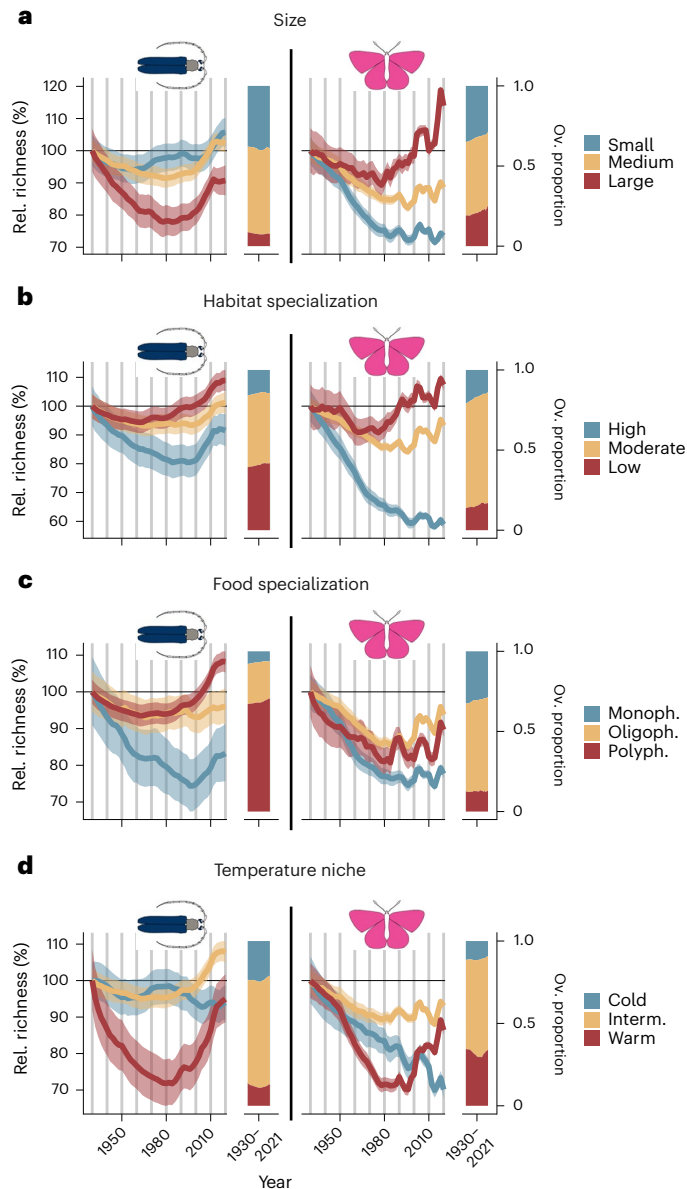 a
Size
Rel. richness (%)
120
110
100
90
80
70
1.0
0.5
0
Ov. proportion
Small
Medium
Large
b
Habitat specialization
Rel. richness (%)
110
100
90
80
70
60
1.0
0.5
0
Ov. proportion
High
Moderate
Low
c
Food specialization
Rel. richness (%)
110
100
90
80
70
1.0
0.5
0
Ov. proportion
Monoph.
Oligoph.
Polyph.
d
Temperature niche
Rel. richness (%)
110
100
90
80
70
1.0
0.5
0
Ov. proportion
Cold
Interm.
Warm
1950
1980
2010
1930–
2021
1950
1980
2010
1930–
2021
Year